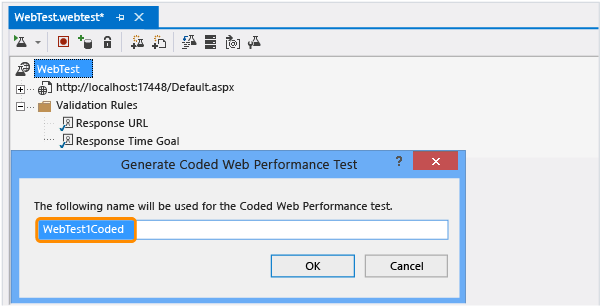 WebTest.webtest*
WebTest
http://localhost:17448/Default.aspx
Validation Rules
Response URL
Response Time Goal
Generate Coded Web Performance Test
?
The following name will be used for the Coded Web Performance test.
WebTest1Coded
OK
Cancel